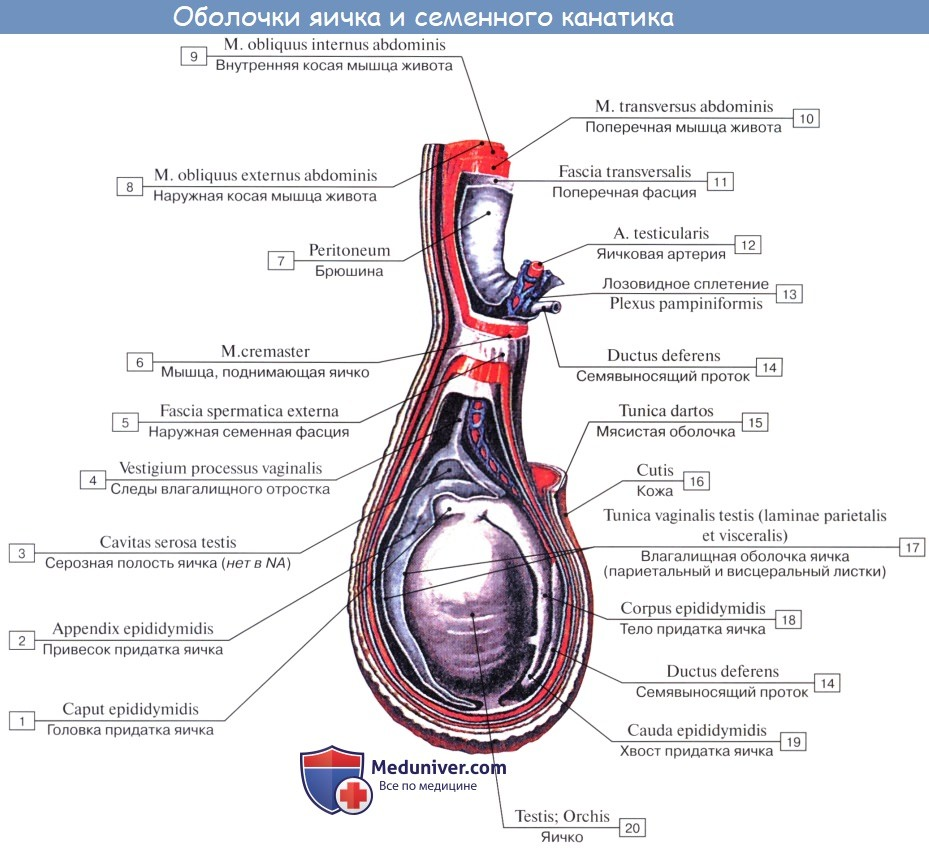 Оболочки яичка и семенного канатика
9
M. obliquus internus abdominis
Внутренняя косая мышца живота
M. transversus abdominis
Поперечная мышца живота
10
8
M. obliquus externus abdominis
Наружная косая мышца живота
Fascia transversalis
Поперечная фасция
11
7
Peritoneum
Брюшина
A. testicularis
Яичковая артерия
12
Лозовидное сплетение
Plexus pampiniformis
13
6
M.cremaster
Мышца, поднимающая яичко
Ductus deferens
Семявыносящий проток
14
5
Fascia spermatica externa
Наружная семенная фасция
Tunica dartos
Мясистая оболочка
15
4
Vestigium processus vaginalis
Следы влагалищного отростка
Cutis
Кожа
16
3
Cavitas serosa testis
Серозная полость яичка (нет в NA)
Tunica vaginalis testis (laminae parietalis
et visceralis)
Влагалищная оболочка яичка
(париетальный и висцеральный листки)
17
2
Appendix epididymidis
Привесок придатка яичка
Corpus epididymidis
Тело придатка яичка
18
Ductus deferens
Семявыносящий проток
14
1
Caput epididymidis
Головка придатка яичка
Cauda epididymidis
Хвост придатка яичка
19
Meduniver.com
Все по медицине
Testis; Orchis
Яичко
20